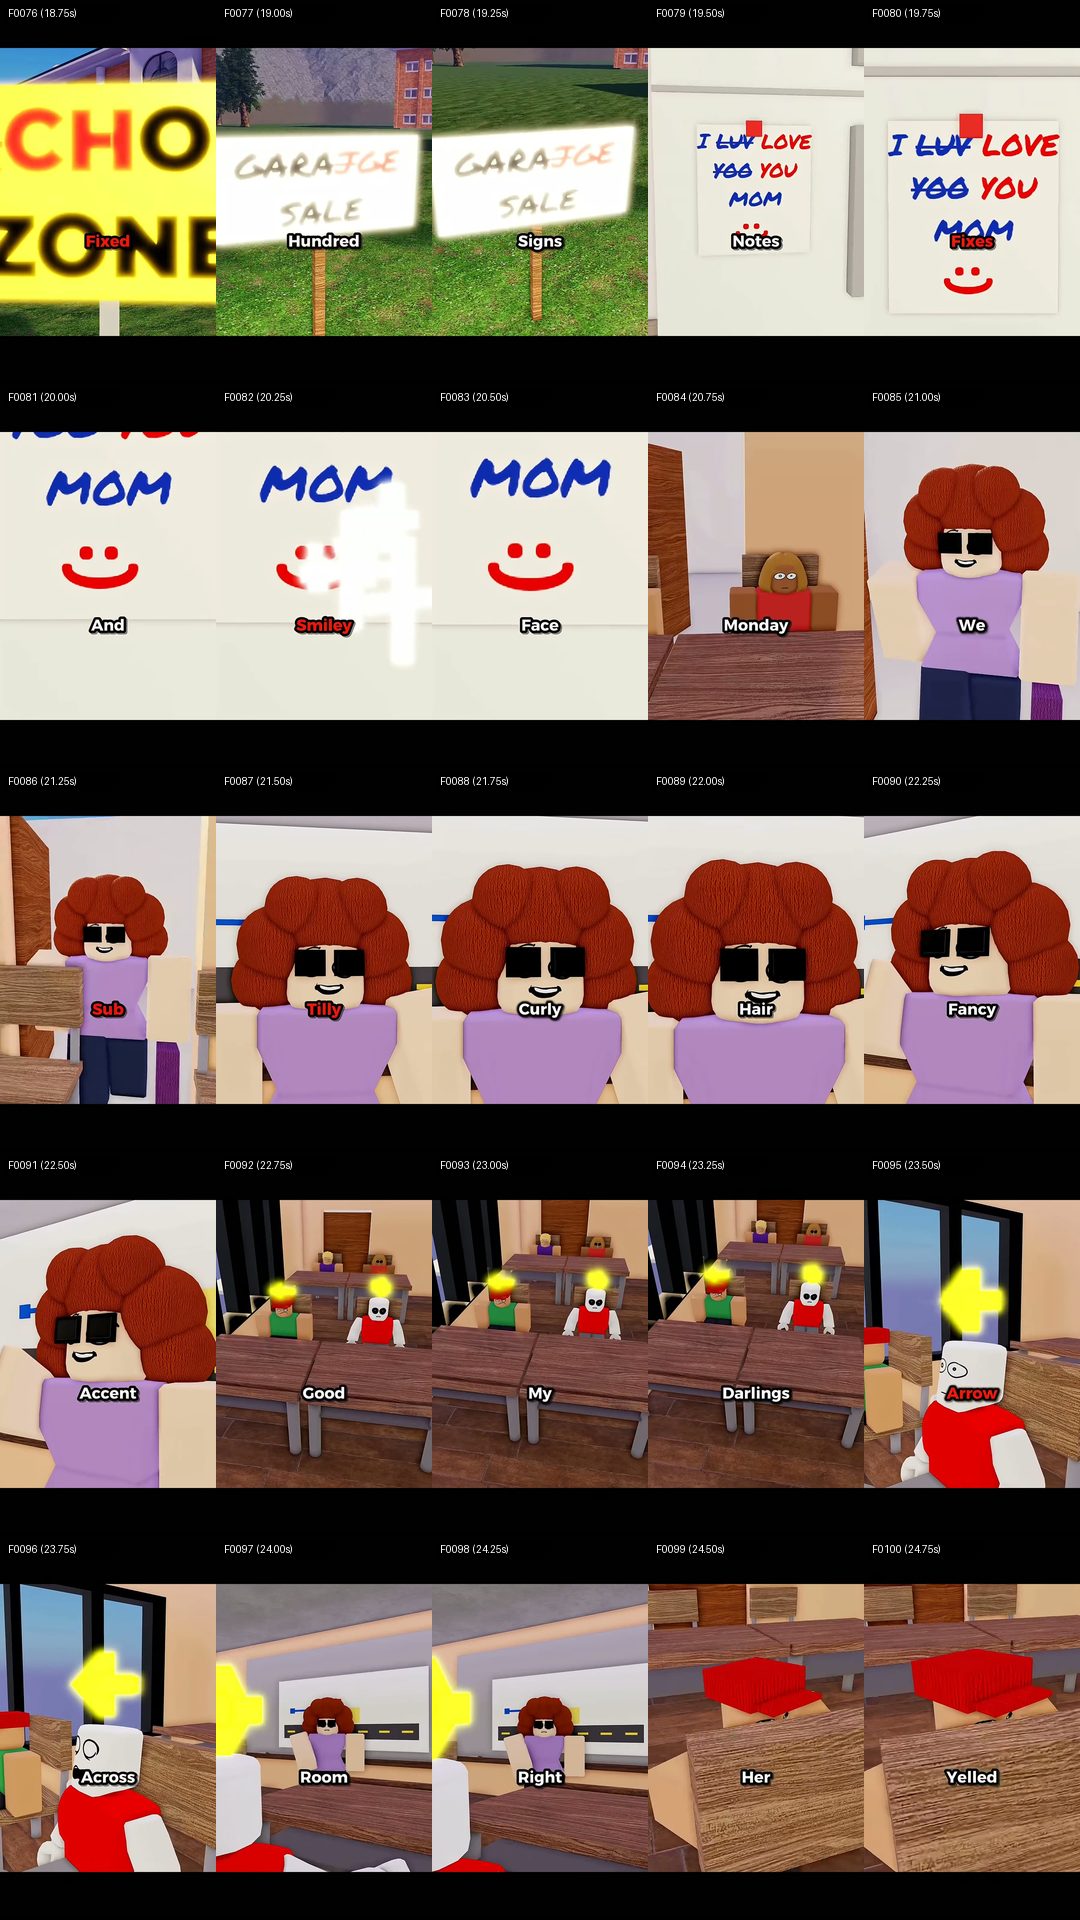 F0076 (18.75s)
F0077 (19.00s)
F0078 (19.25s)
F0079 (19.50s)
F0080 (19.75s)
CHO
ZONE
Fixed
GARAJGE
SALE
Hundred
GARAJGE
SALE
Signs
I LUV LOVE
YOO YOU
MOM
Notes
I LUV LOVE
YOO YOU
MOM
Fixes
F0081 (20.00s)
F0082 (20.25s)
F0083 (20.50s)
F0084 (20.75s)
F0085 (21.00s)
MOM
And
MOM
Smiley
MOM
Face
Monday
We
F0086 (21.25s)
F0087 (21.50s)
F0088 (21.75s)
F0089 (22.00s)
F0090 (22.25s)
Sub
Tilly
Curly
Hair
Fancy
F0091 (22.50s)
F0092 (22.75s)
F0093 (23.00s)
F0094 (23.25s)
F0095 (23.50s)
Accent
Good
My
Darlings
Arrow
F0096 (23.75s)
F0097 (24.00s)
F0098 (24.25s)
F0099 (24.50s)
F0100 (24.75s)
Across
Room
Right
Her
Yelled